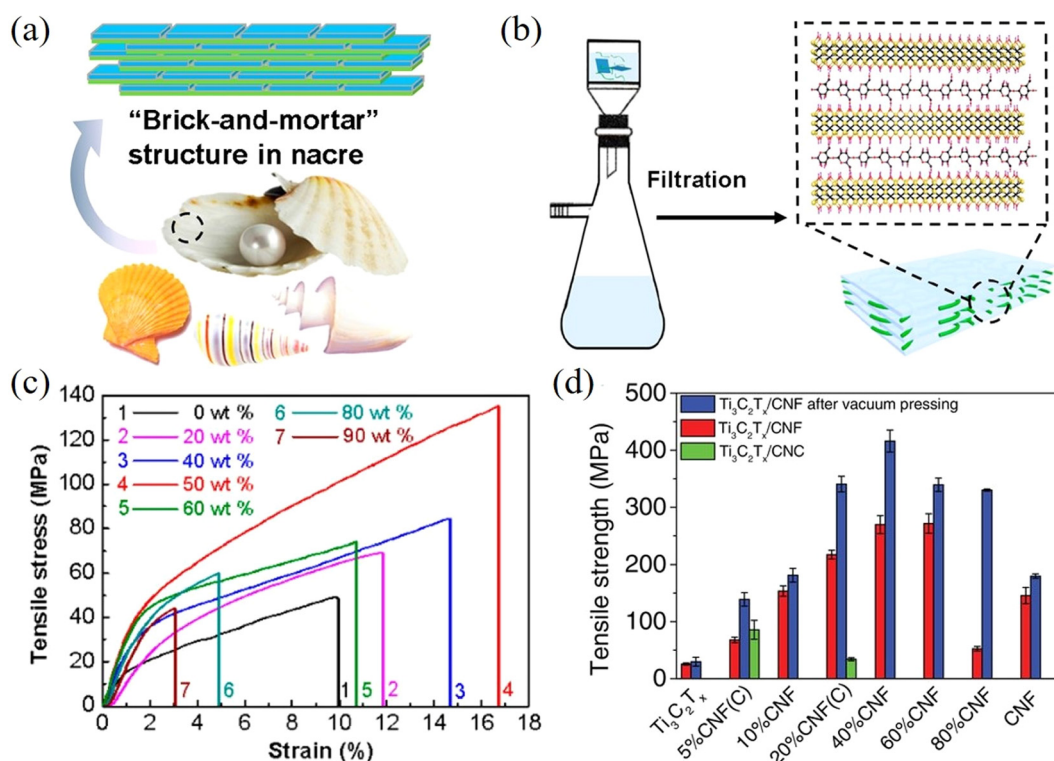 (a)
“Brick-and-mortar”
structure in nacre
(b)
Filtration
(c)
Tensile stress (MPa)
140
120
100
80
60
40
20
0
1 0 wt %
2 20 wt %
3 40 wt %
4 50 wt %
5 60 wt %
6 80 wt %
7 90 wt %
7
6
1
5
2
3
4
0 2 4 6 8 10 12 14 16 18
Strain (%)
(d)
Tensile strength (MPa)
500
400
300
200
100
0
Ti₃C₂Tₓ/CNF after vacuum pressing
Ti₃C₂Tₓ/CNF
Ti₃C₂Tₓ/CNC
Ti₃C₂Tₓ
5%CNF(C)
10%CNF
20%CNF(C)
40%CNF
60%CNF
80%CNF
CNF